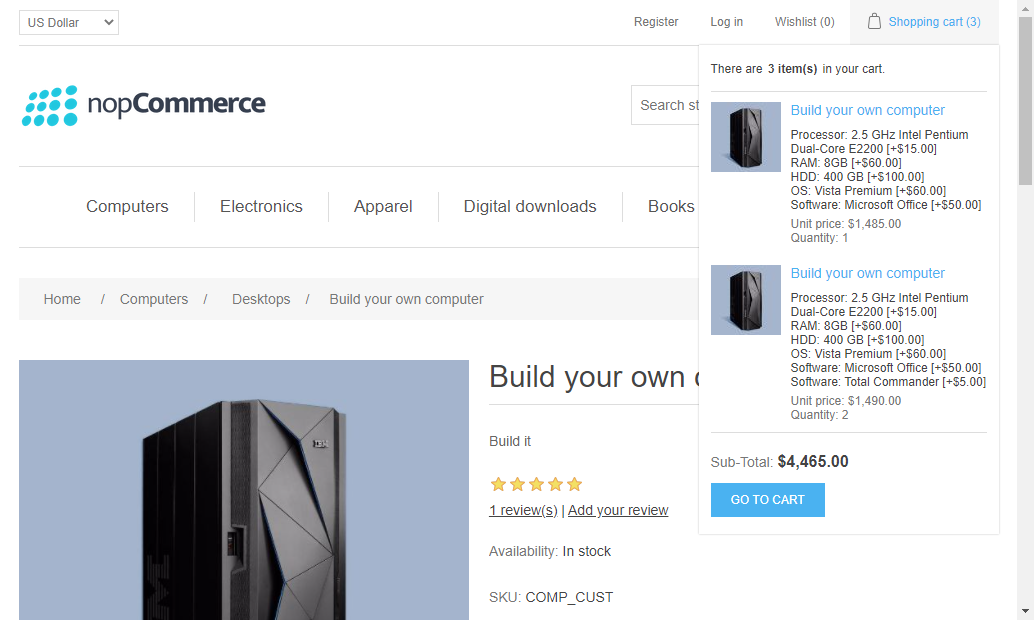 US Dollar
Register
Log in
Wishlist (0)
Shopping cart (3)
There are 3 item(s) in your cart.
nopCommerce
Search st
Build your own computer
Processor: 2.5 GHz Intel Pentium
Dual-Core E2200 [+$15.00]
RAM: 8GB [+$60.00]
HDD: 400 GB [+$100.00]
OS: Vista Premium [+$60.00]
Software: Microsoft Office [+$50.00]
Unit price: $1,485.00
Quantity: 1
Computers
Electronics
Apparel
Digital downloads
Books
Build your own computer
Processor: 2.5 GHz Intel Pentium
Dual-Core E2200 [+$15.00]
RAM: 8GB [+$60.00]
HDD: 400 GB [+$100.00]
OS: Vista Premium [+$60.00]
Software: Microsoft Office [+$50.00]
Software: Total Commander [+$5.00]
Unit price: $1,490.00
Quantity: 2
Sub-Total: $4,465.00
GO TO CART
Home / Computers / Desktops / Build your own computer
Build your own c
Build it
1 review(s) | Add your review
Availability: In stock
SKU: COMP_CUST
IBM